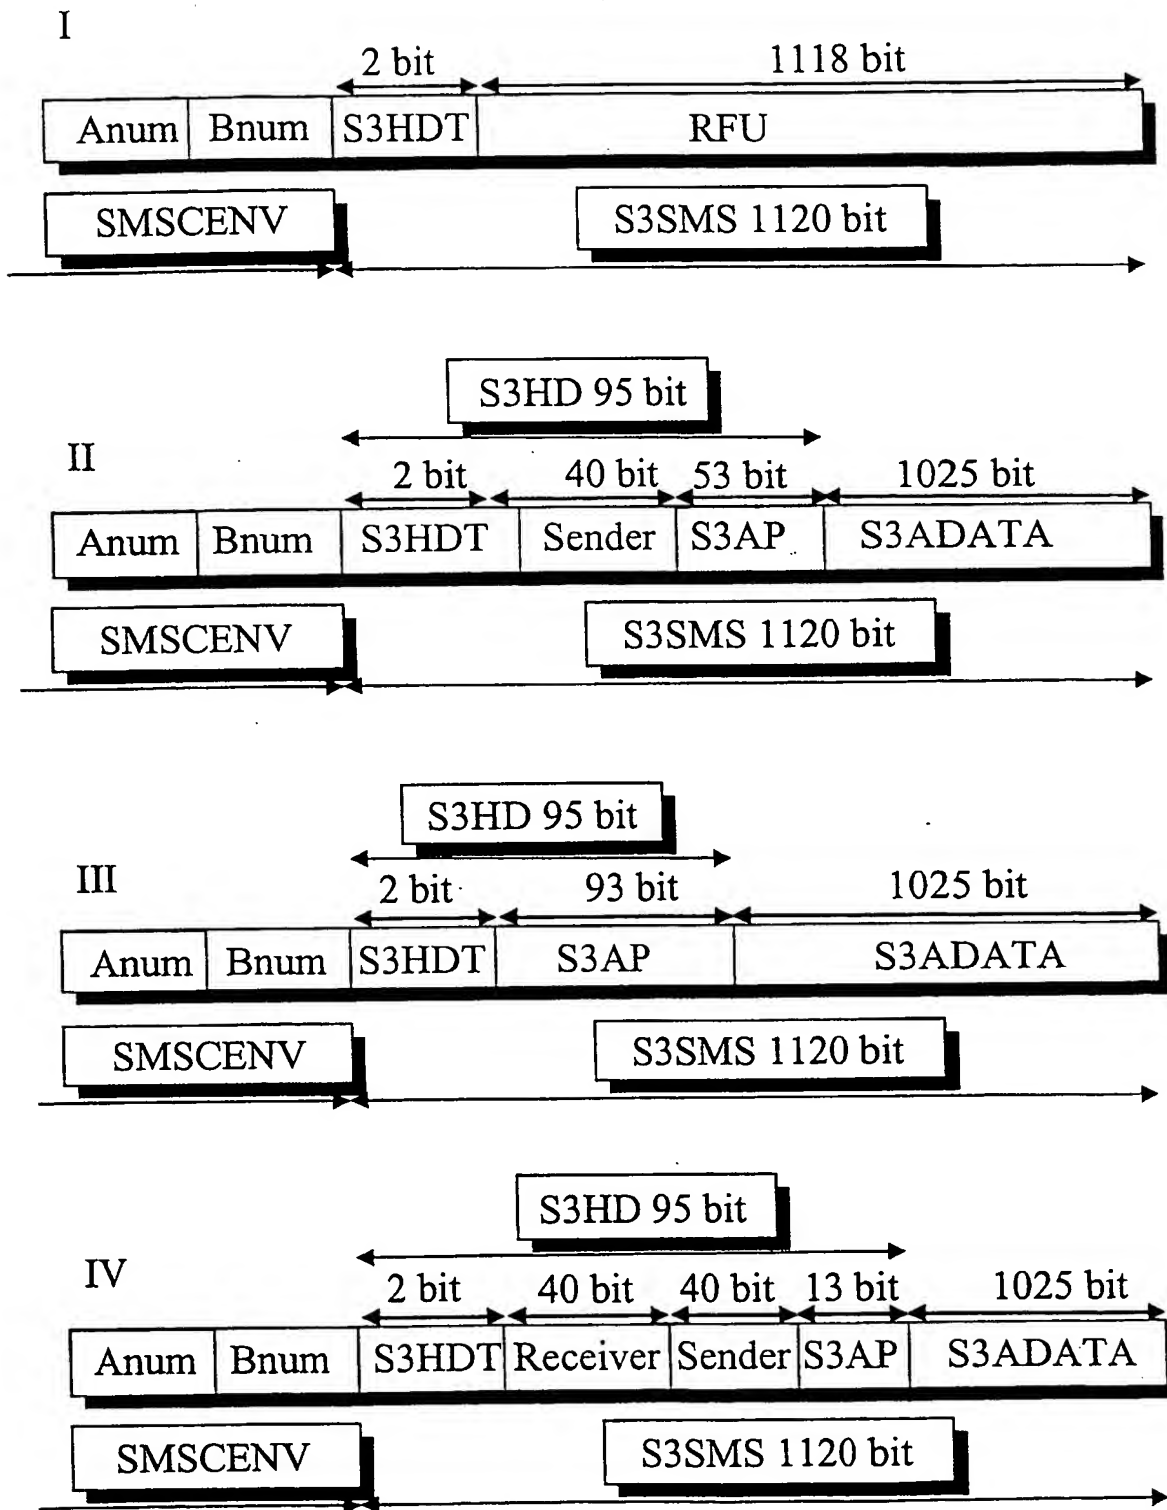 I
2 bit 1118 bit
Anum Bnum S3HDT RFU
SMSCENV S3SMS 1120 bit
S3HD 95 bit
II
2 bit 40 bit 53 bit 1025 bit
Anum Bnum S3HDT Sender S3AP S3ADATA
SMSCENV S3SMS 1120 bit
S3HD 95 bit
III
2 bit 93 bit 1025 bit
Anum Bnum S3HDT S3AP S3ADATA
SMSCENV S3SMS 1120 bit
S3HD 95 bit
IV
2 bit 40 bit 40 bit 13 bit 1025 bit
Anum Bnum S3HDT Receiver Sender S3AP S3ADATA
SMSCENV S3SMS 1120 bit